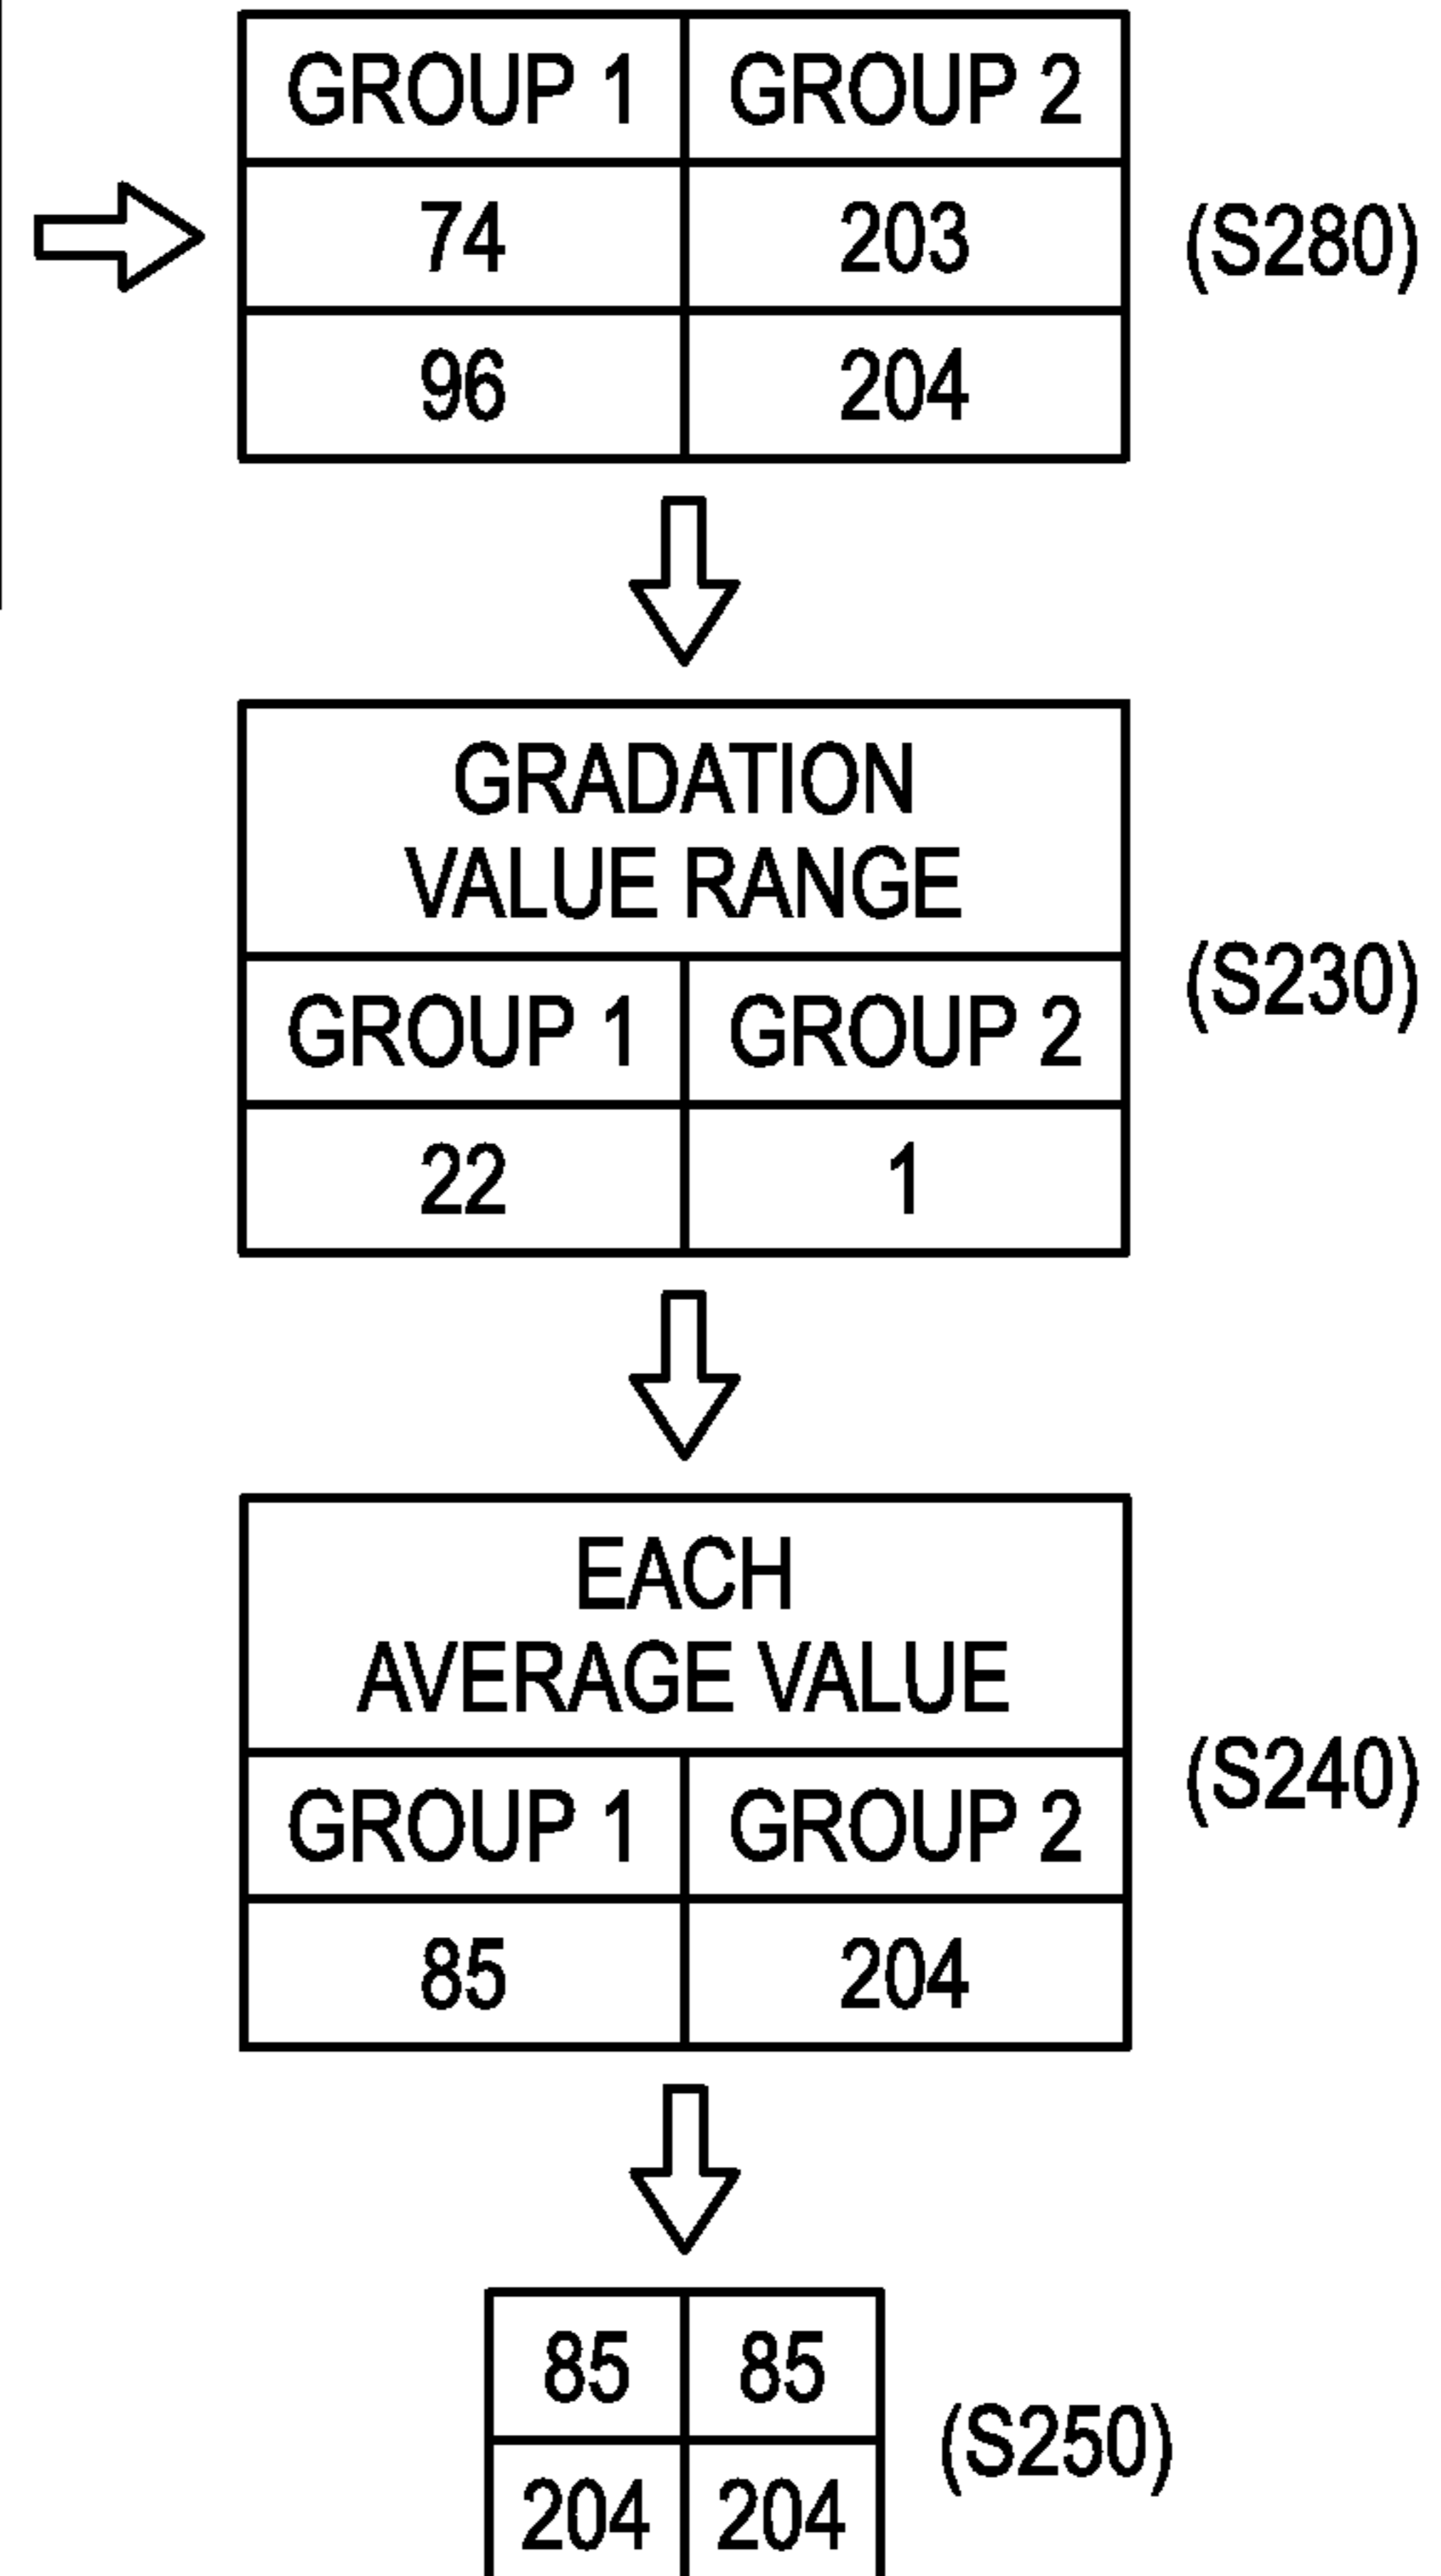 GROUP 1 GROUP 2
74 203
(S280)
96 204
GRADATION
VALUE RANGE
(S230)
GROUP 1 GROUP 2
22 1
EACH
AVERAGE VALUE
(S240)
GROUP 1 GROUP 2
85 204
85 85
(S250)
204 204